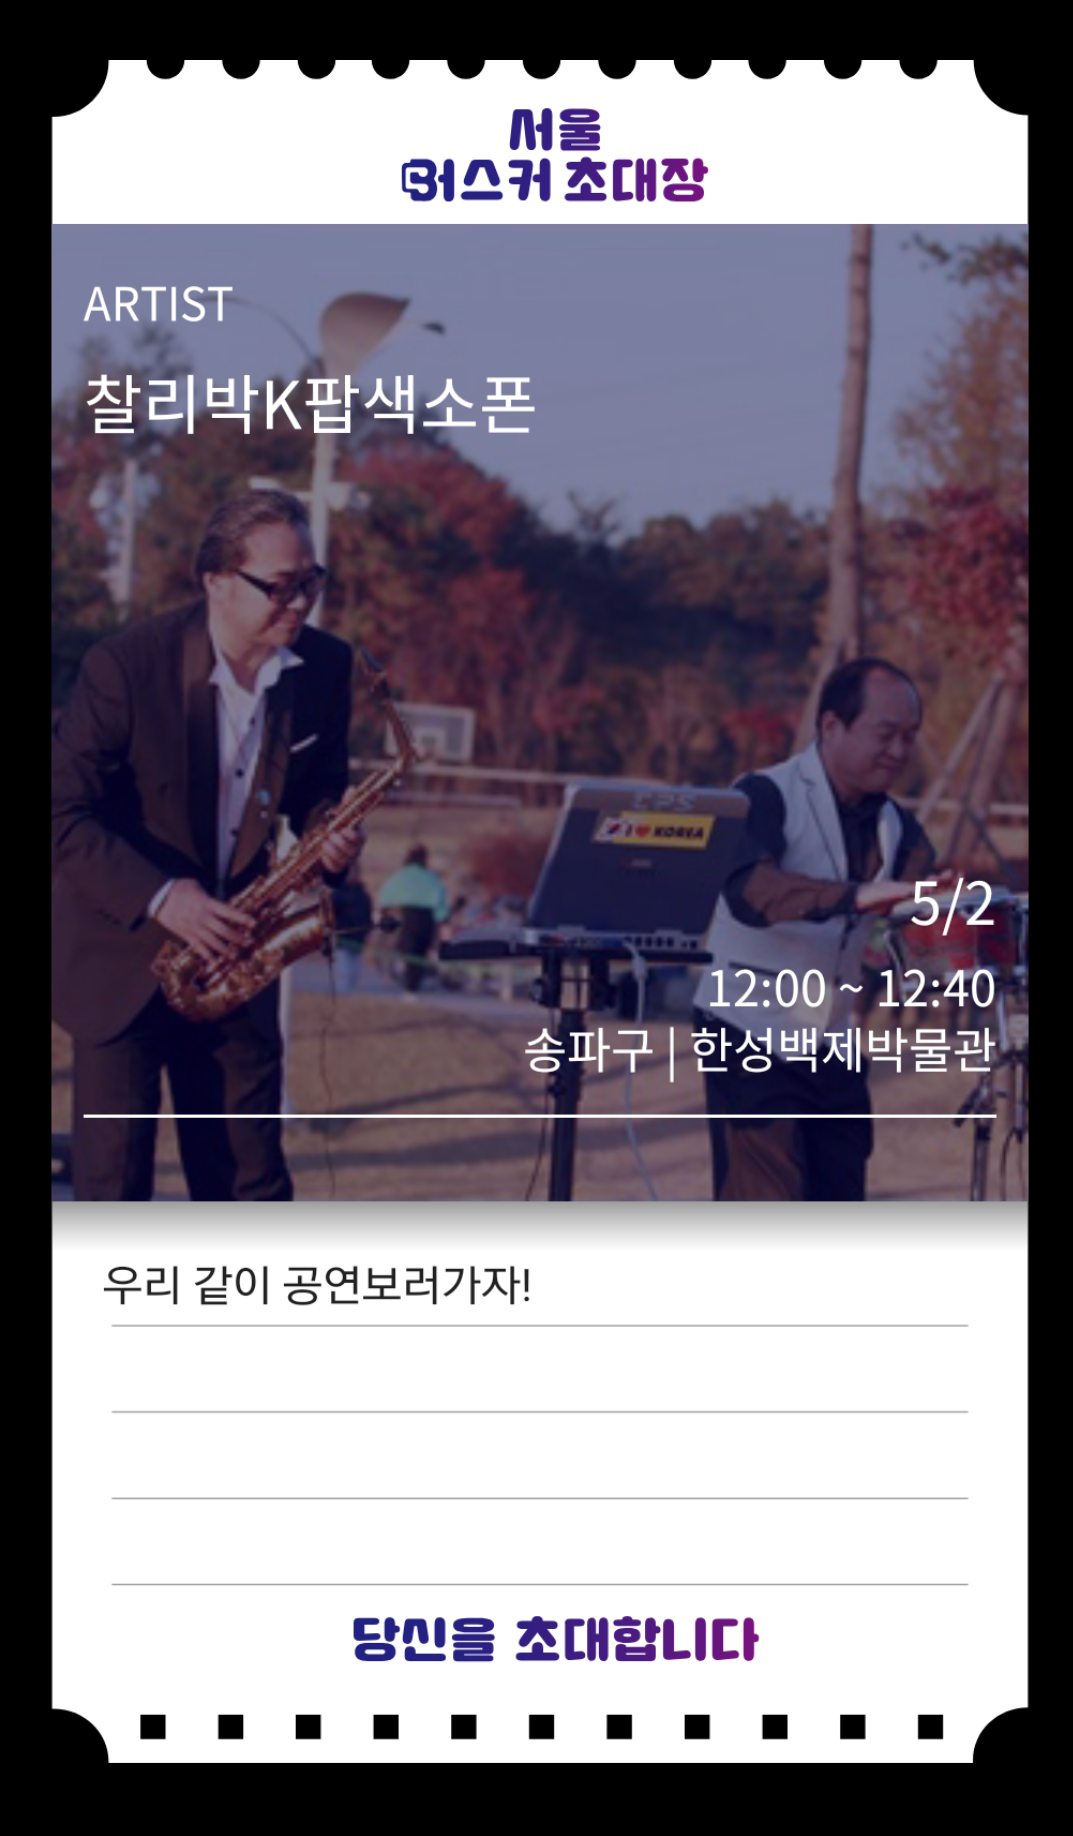 서울
버스커 초대장
ARTIST
찰리박K팝색소폰
EPS
I ❤ KOREA
5/2
12:00 ~ 12:40
송파구 | 한성백제박물관
우리 같이 공연보러가자!
당신을 초대합니다